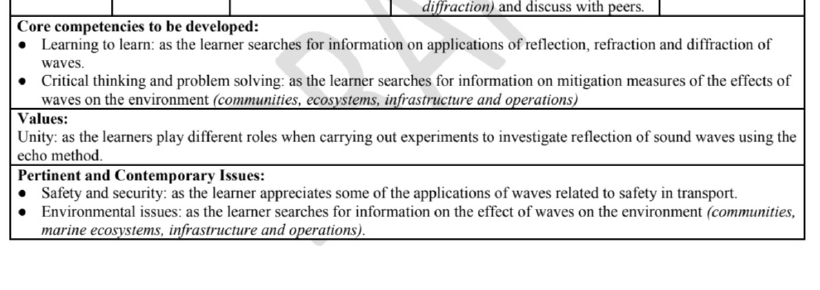 diffraction) and discuss with peers.
Core competencies to be developed:
● Learning to learn: as the learner searches for information on applications of reflection, refraction and diffraction of
waves.
● Critical thinking and problem solving: as the learner searches for information on mitigation measures of the effects of
waves on the environment (communities, ecosystems, infrastructure and operations)
Values:
Unity: as the learners play different roles when carrying out experiments to investigate reflection of sound waves using the
echo method.
Pertinent and Contemporary Issues:
● Safety and security: as the learner appreciates some of the applications of waves related to safety in transport.
● Environmental issues: as the learner searches for information on the effect of waves on the environment (communities,
marine ecosystems, infrastructure and operations).